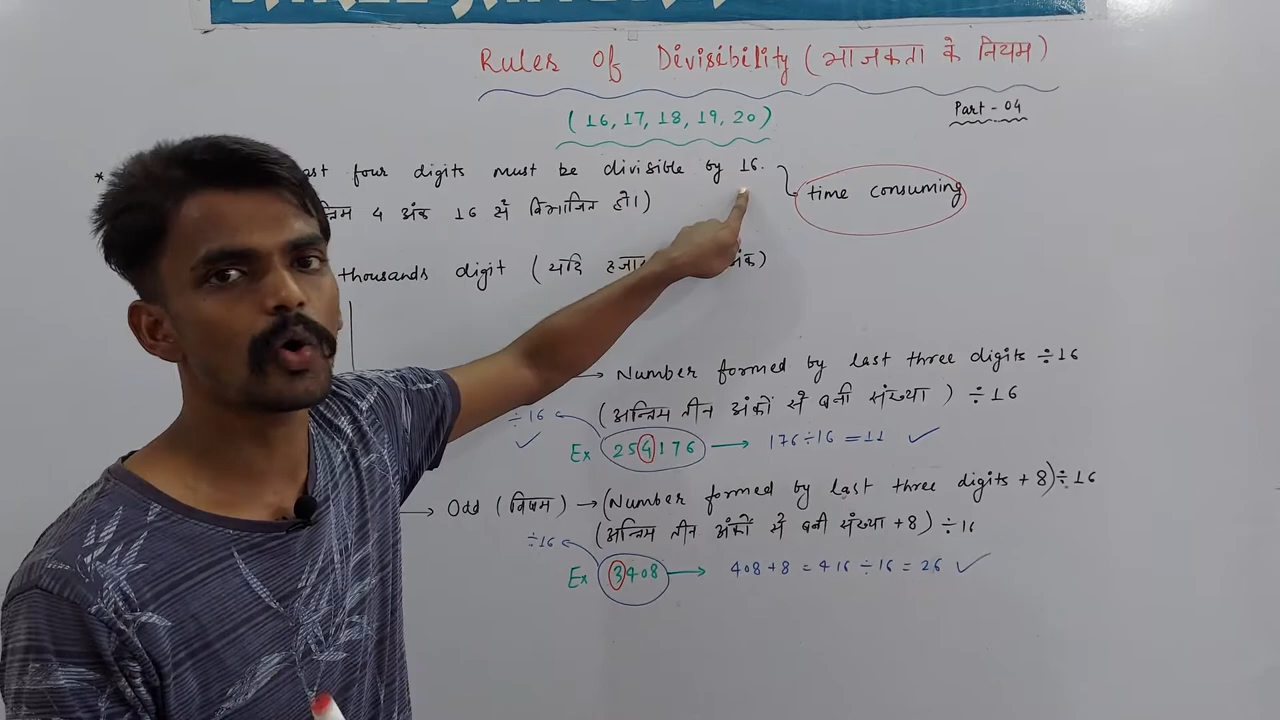 Rules Of Divisibility (भाजकता के नियम)
Part - 04
(16, 17, 18, 19, 20)
* four digits must be divisible by 16.
time consuming
4 अंक 16 से विभाजित हो।)
thousands digit (यदि
→ Number formed by last three digits ÷16
(अन्तिम तीन अंकों से बनी संख्या) ÷16
÷16 ✓
Ex 254176 → 176÷16 = 11 ✓
→ Odd (विषम) → (Number formed by last three digits + 8)÷16
(अन्तिम तीन अंकों से बनी संख्या +8) ÷16
÷16
Ex 3408 → 408+8 = 416 ÷16 = 26 ✓